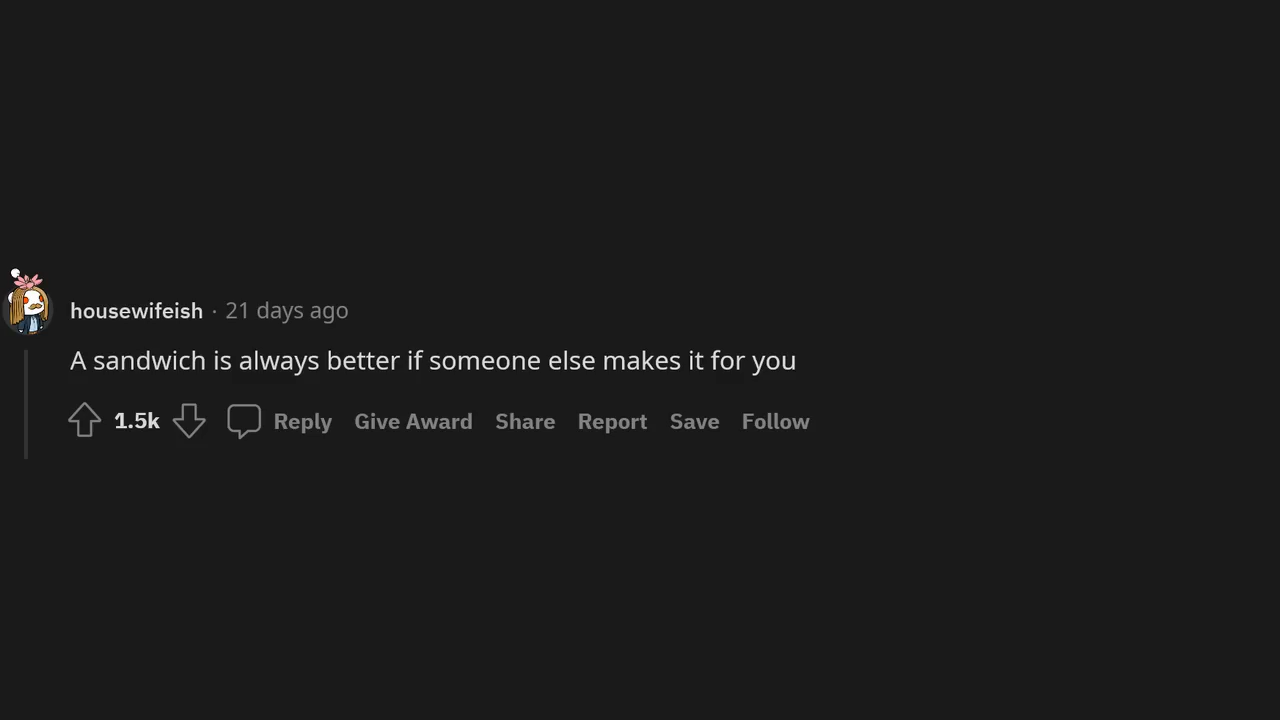 housewifeish · 21 days ago
A sandwich is always better if someone else makes it for you
1.5k Reply Give Award Share Report Save Follow